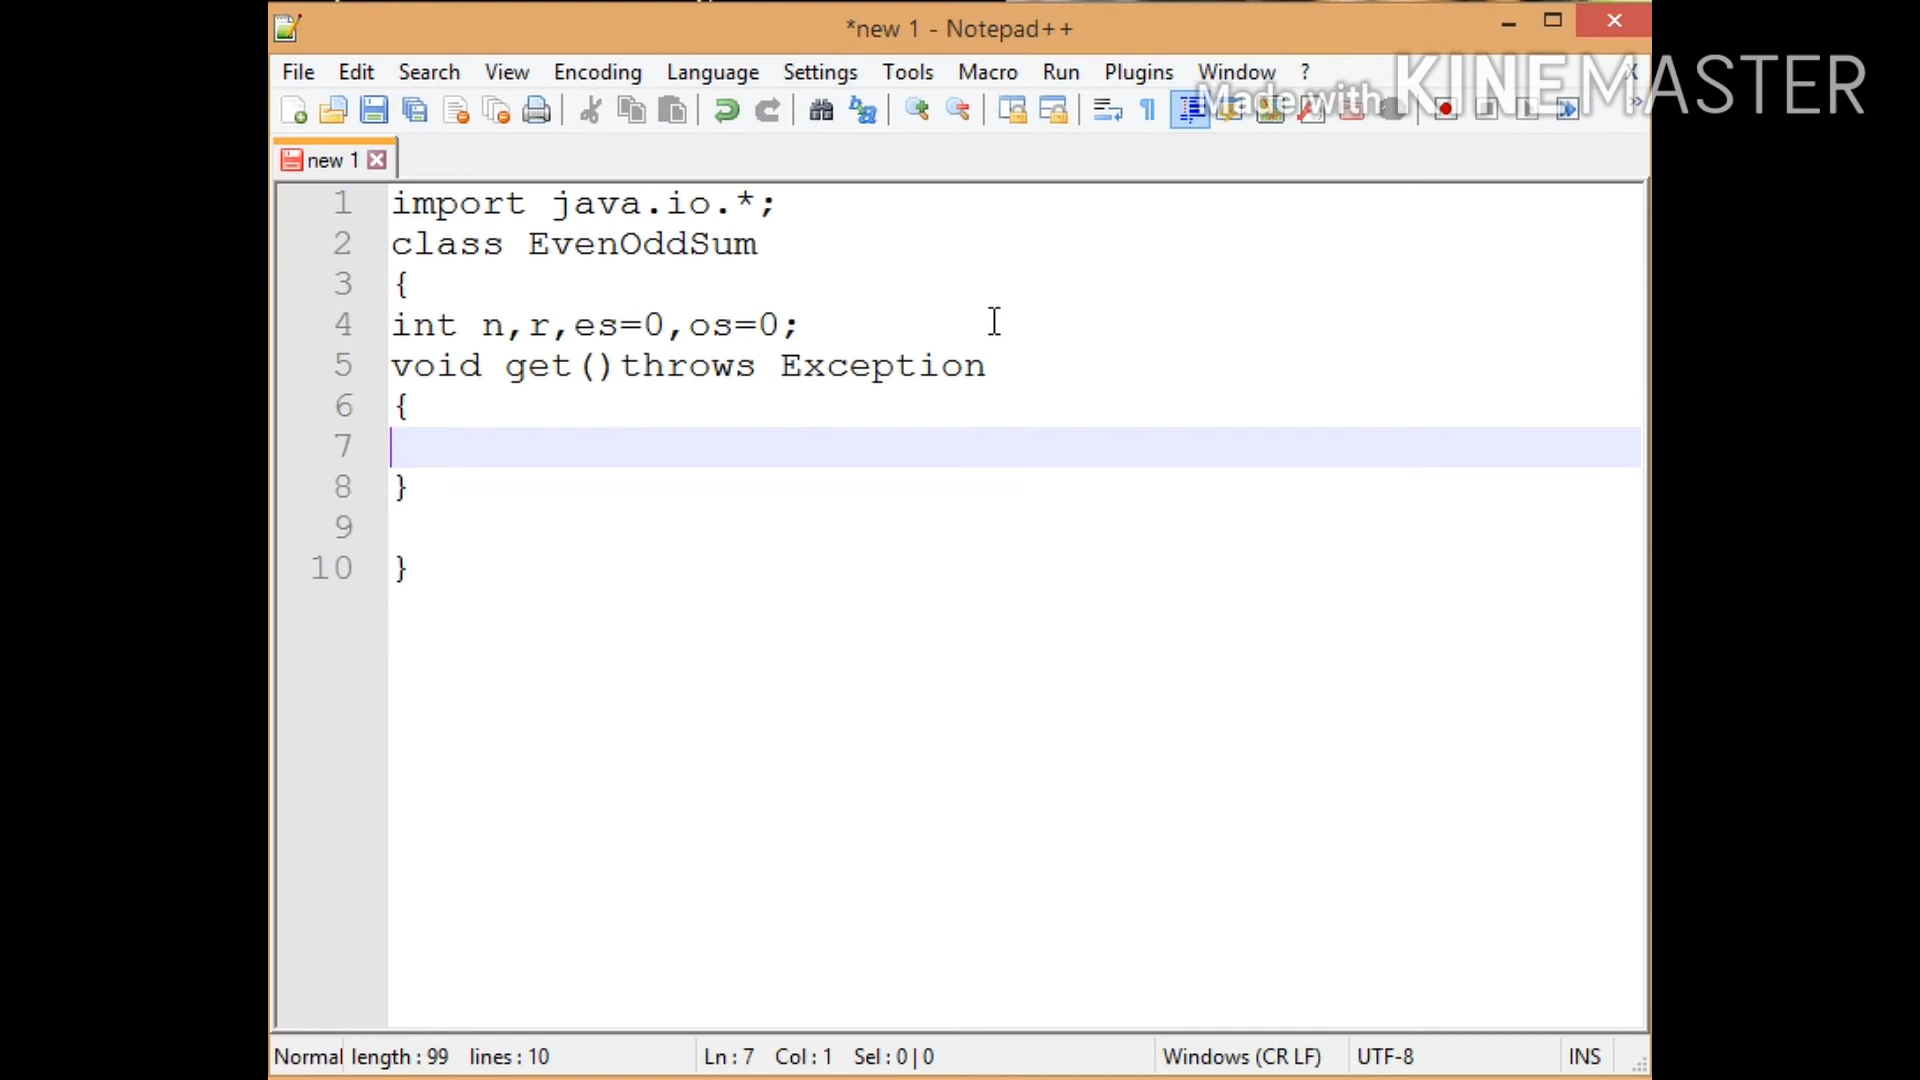 *new 1 - Notepad++
File Edit Search View Encoding Language Settings Tools Macro Run Plugins Window ? X
Made with KINEMASTER
new 1
1 import java.io.*;
2 class EvenOddSum
3 {
4 int n,r,es=0,os=0;
5 void get()throws Exception
6 {
7
8 }
9
10 }
Normal length : 99 lines : 10 Ln : 7 Col : 1 Sel : 0 | 0 Windows (CR LF) UTF-8 INS